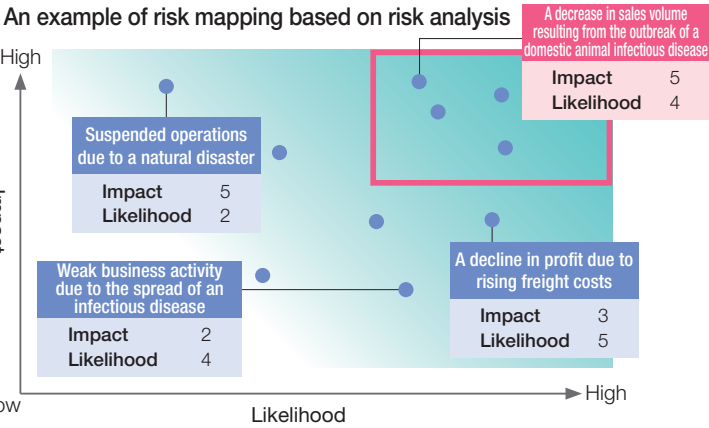 An example of risk mapping based on risk analysis
A decrease in sales volume
resulting from the outbreak of a
domestic animal infectious disease
Impact 5
Likelihood 4
High
Suspended operations
due to a natural disaster
Impact 5
Likelihood 2
Weak business activity
due to the spread of an
infectious disease
Impact 2
Likelihood 4
A decline in profit due to
rising freight costs
Impact 3
Likelihood 5
High
Likelihood